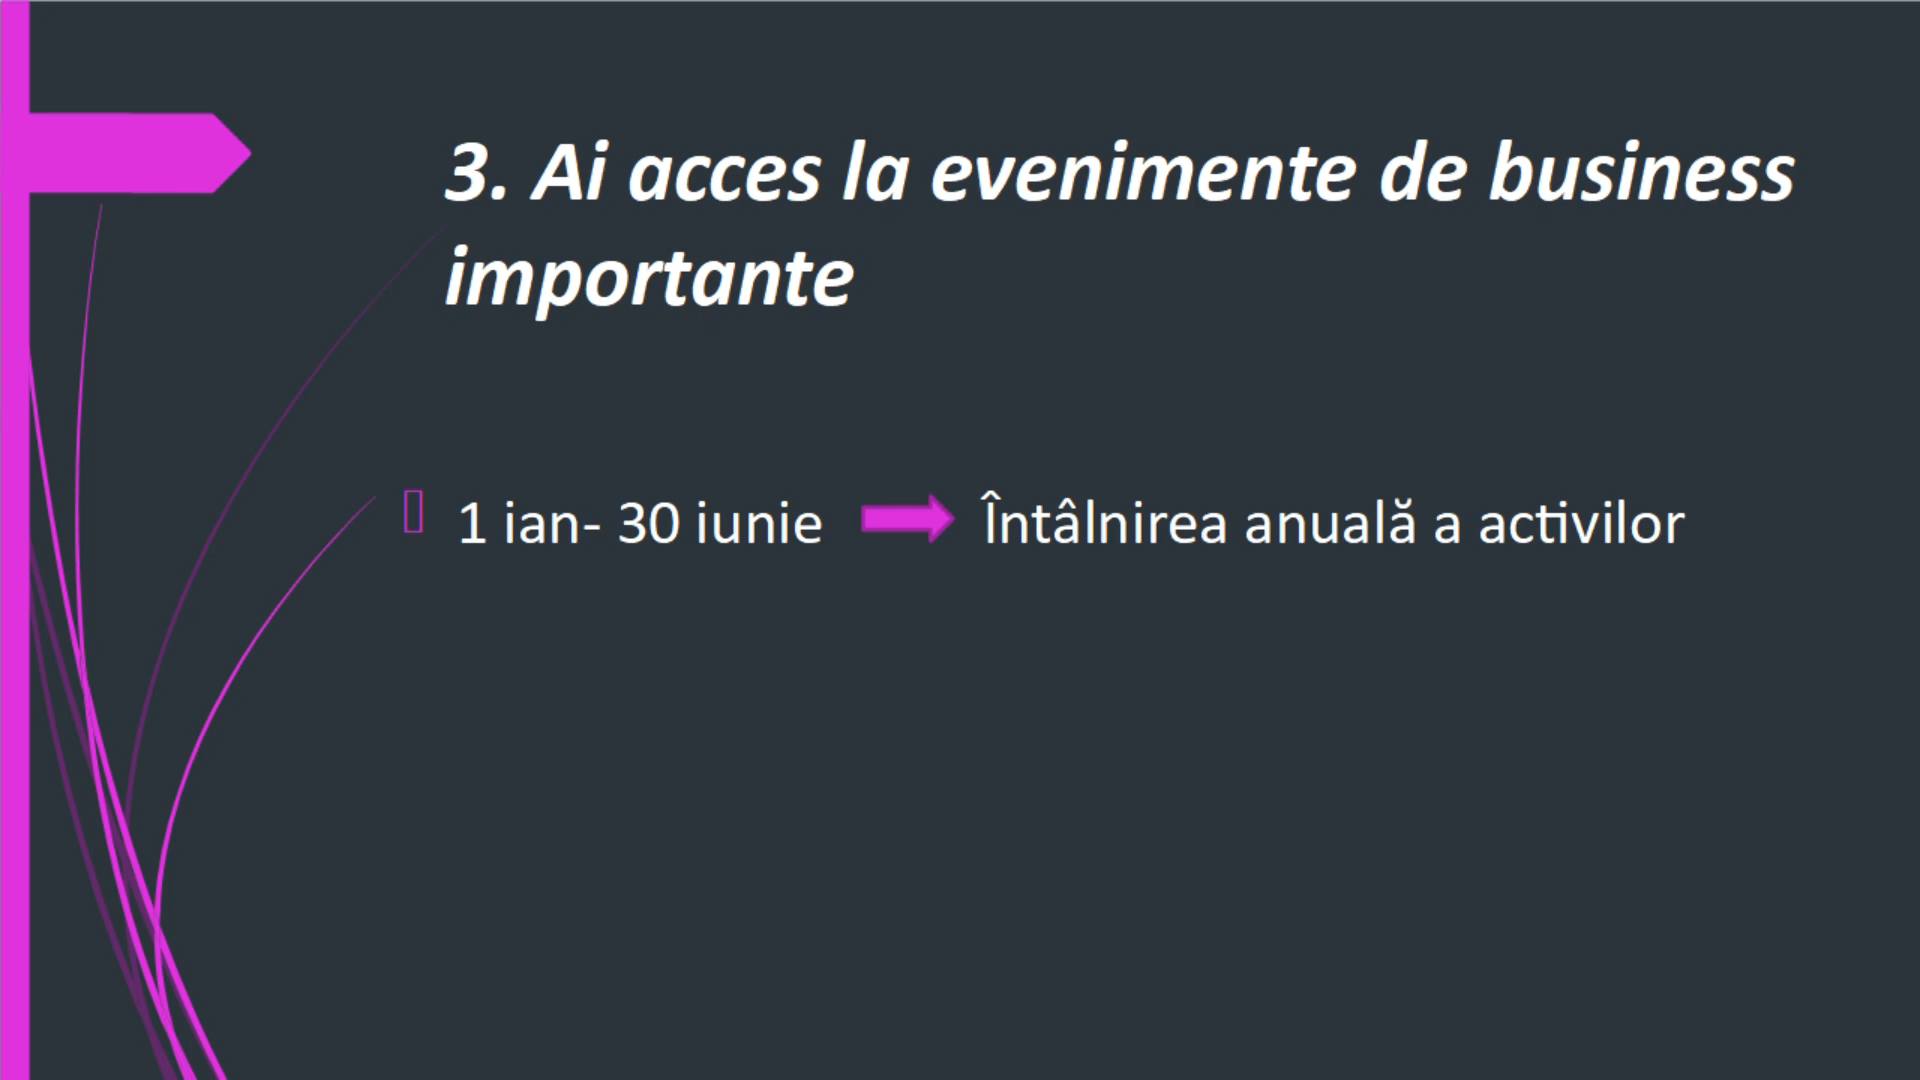 3. Ai acces la evenimente de business
importante
1 ian- 30 iunie Întâlnirea anuală a activilor